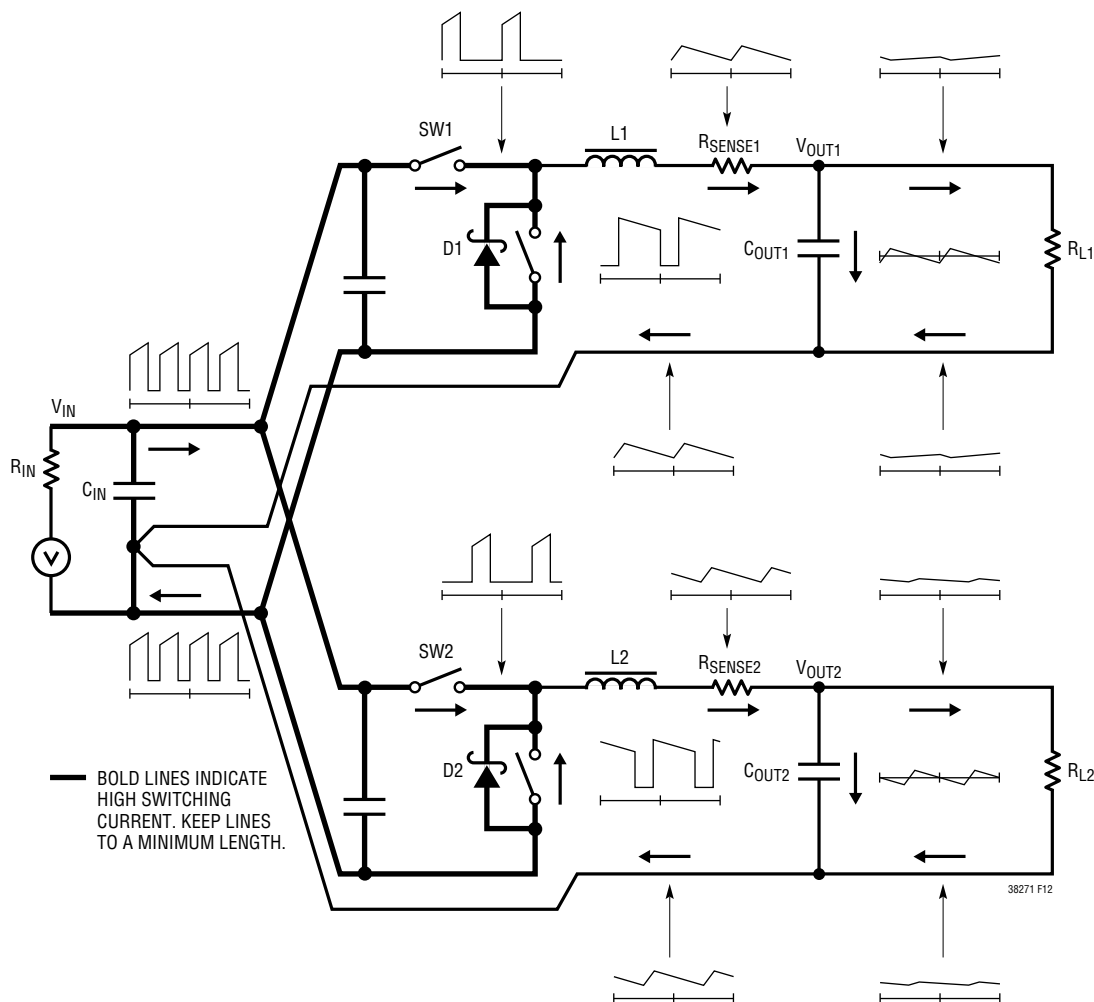 SW1
L1
RSENSE1
VOUT1
D1
COUT1
RL1
VIN
RIN
CIN
V
SW2
L2
RSENSE2
VOUT2
D2
COUT2
RL2
BOLD LINES INDICATE
HIGH SWITCHING
CURRENT. KEEP LINES
TO A MINIMUM LENGTH.
38271 F12